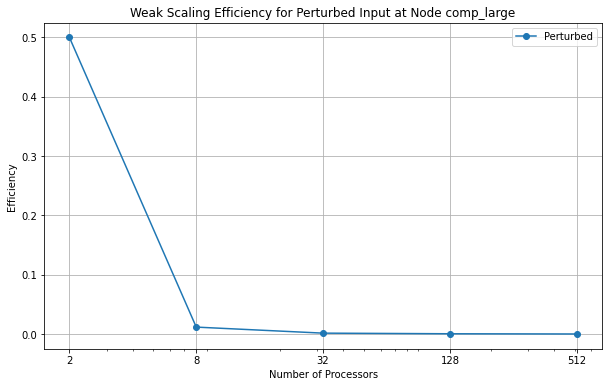 Weak Scaling Efficiency for Perturbed Input at Node comp_large
Perturbed
Efficiency
0.5
0.4
0.3
0.2
0.1
0.0
2 8 32 128 512
Number of Processors